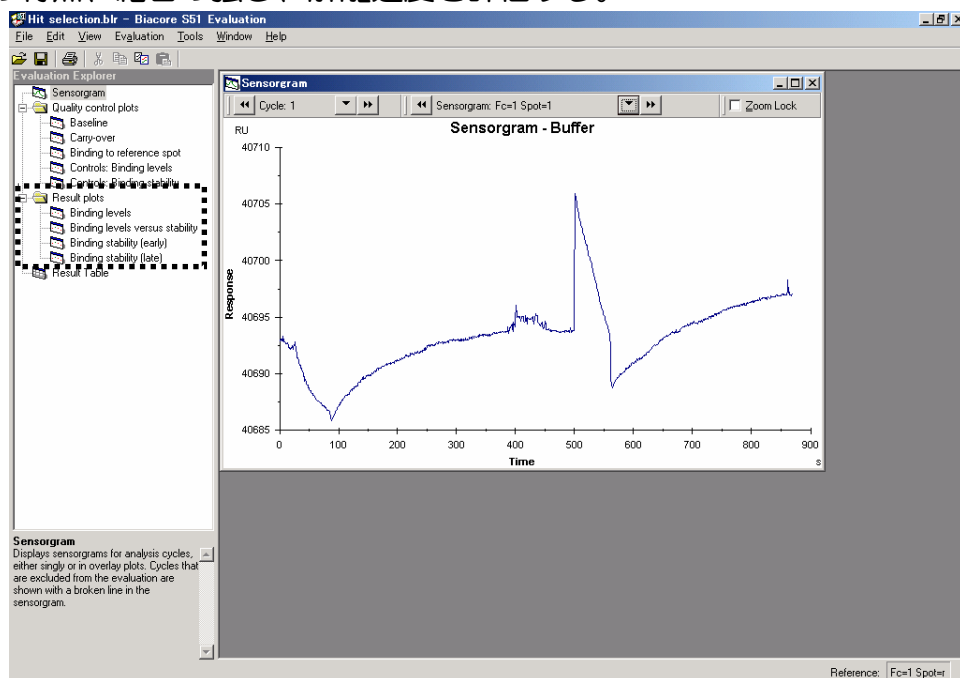 Hit selection.blr - Biacore S51 Evaluation
File Edit View Evaluation Tools Window Help
Evaluation Explorer
Sensorgram
Quality control plots
Baseline
Carry-over
Binding to reference spot
Controls: Binding levels
Controls: Binding stability
Result plots
Binding levels
Binding levels versus stability
Binding stability (early)
Binding stability (late)
Result Table
Sensorgram
Displays sensorgrams for analysis cycles,
either singly or in overlay plots. Cycles that
are excluded from the evaluation are
shown with a broken line in the
sensorgram.
Sensorgram
Cycle: 1
Sensorgram: Fc=1 Spot=1
Zoom Lock
Sensorgram - Buffer
RU
40710
40705
40700
40695
40690
40685
Response
0 100 200 300 400 500 600 700 800 900
Time
s
Reference: Fc=1 Spot=r